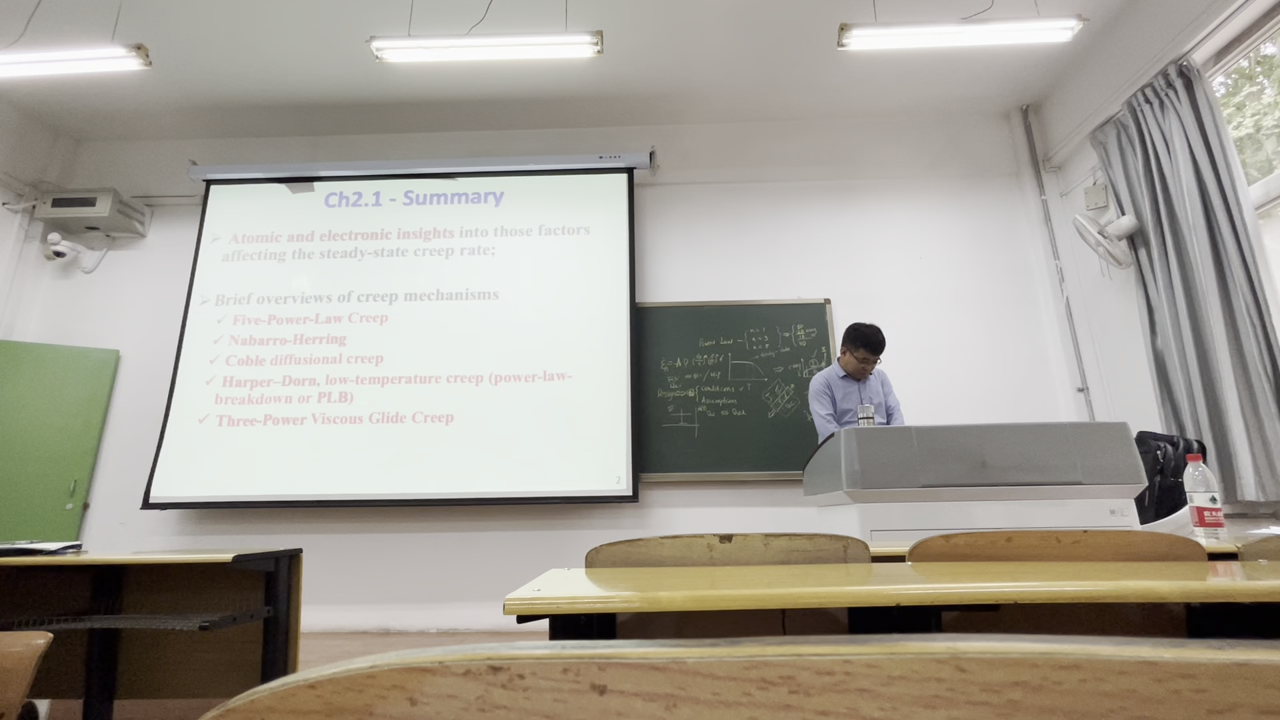 Ch2.1 - Summary
➢ Atomic and electronic insights into those factors
affecting the steady-state creep rate;
➢ Brief overviews of creep mechanisms
✓ Five-Power-Law Creep
✓ Nabarro-Herring
✓ Coble diffusional creep
✓ Harper–Dorn, low-temperature creep (power-law-
breakdown or PLB)
✓ Three-Power Viscous Glide Creep
2
Conditions
Assumption